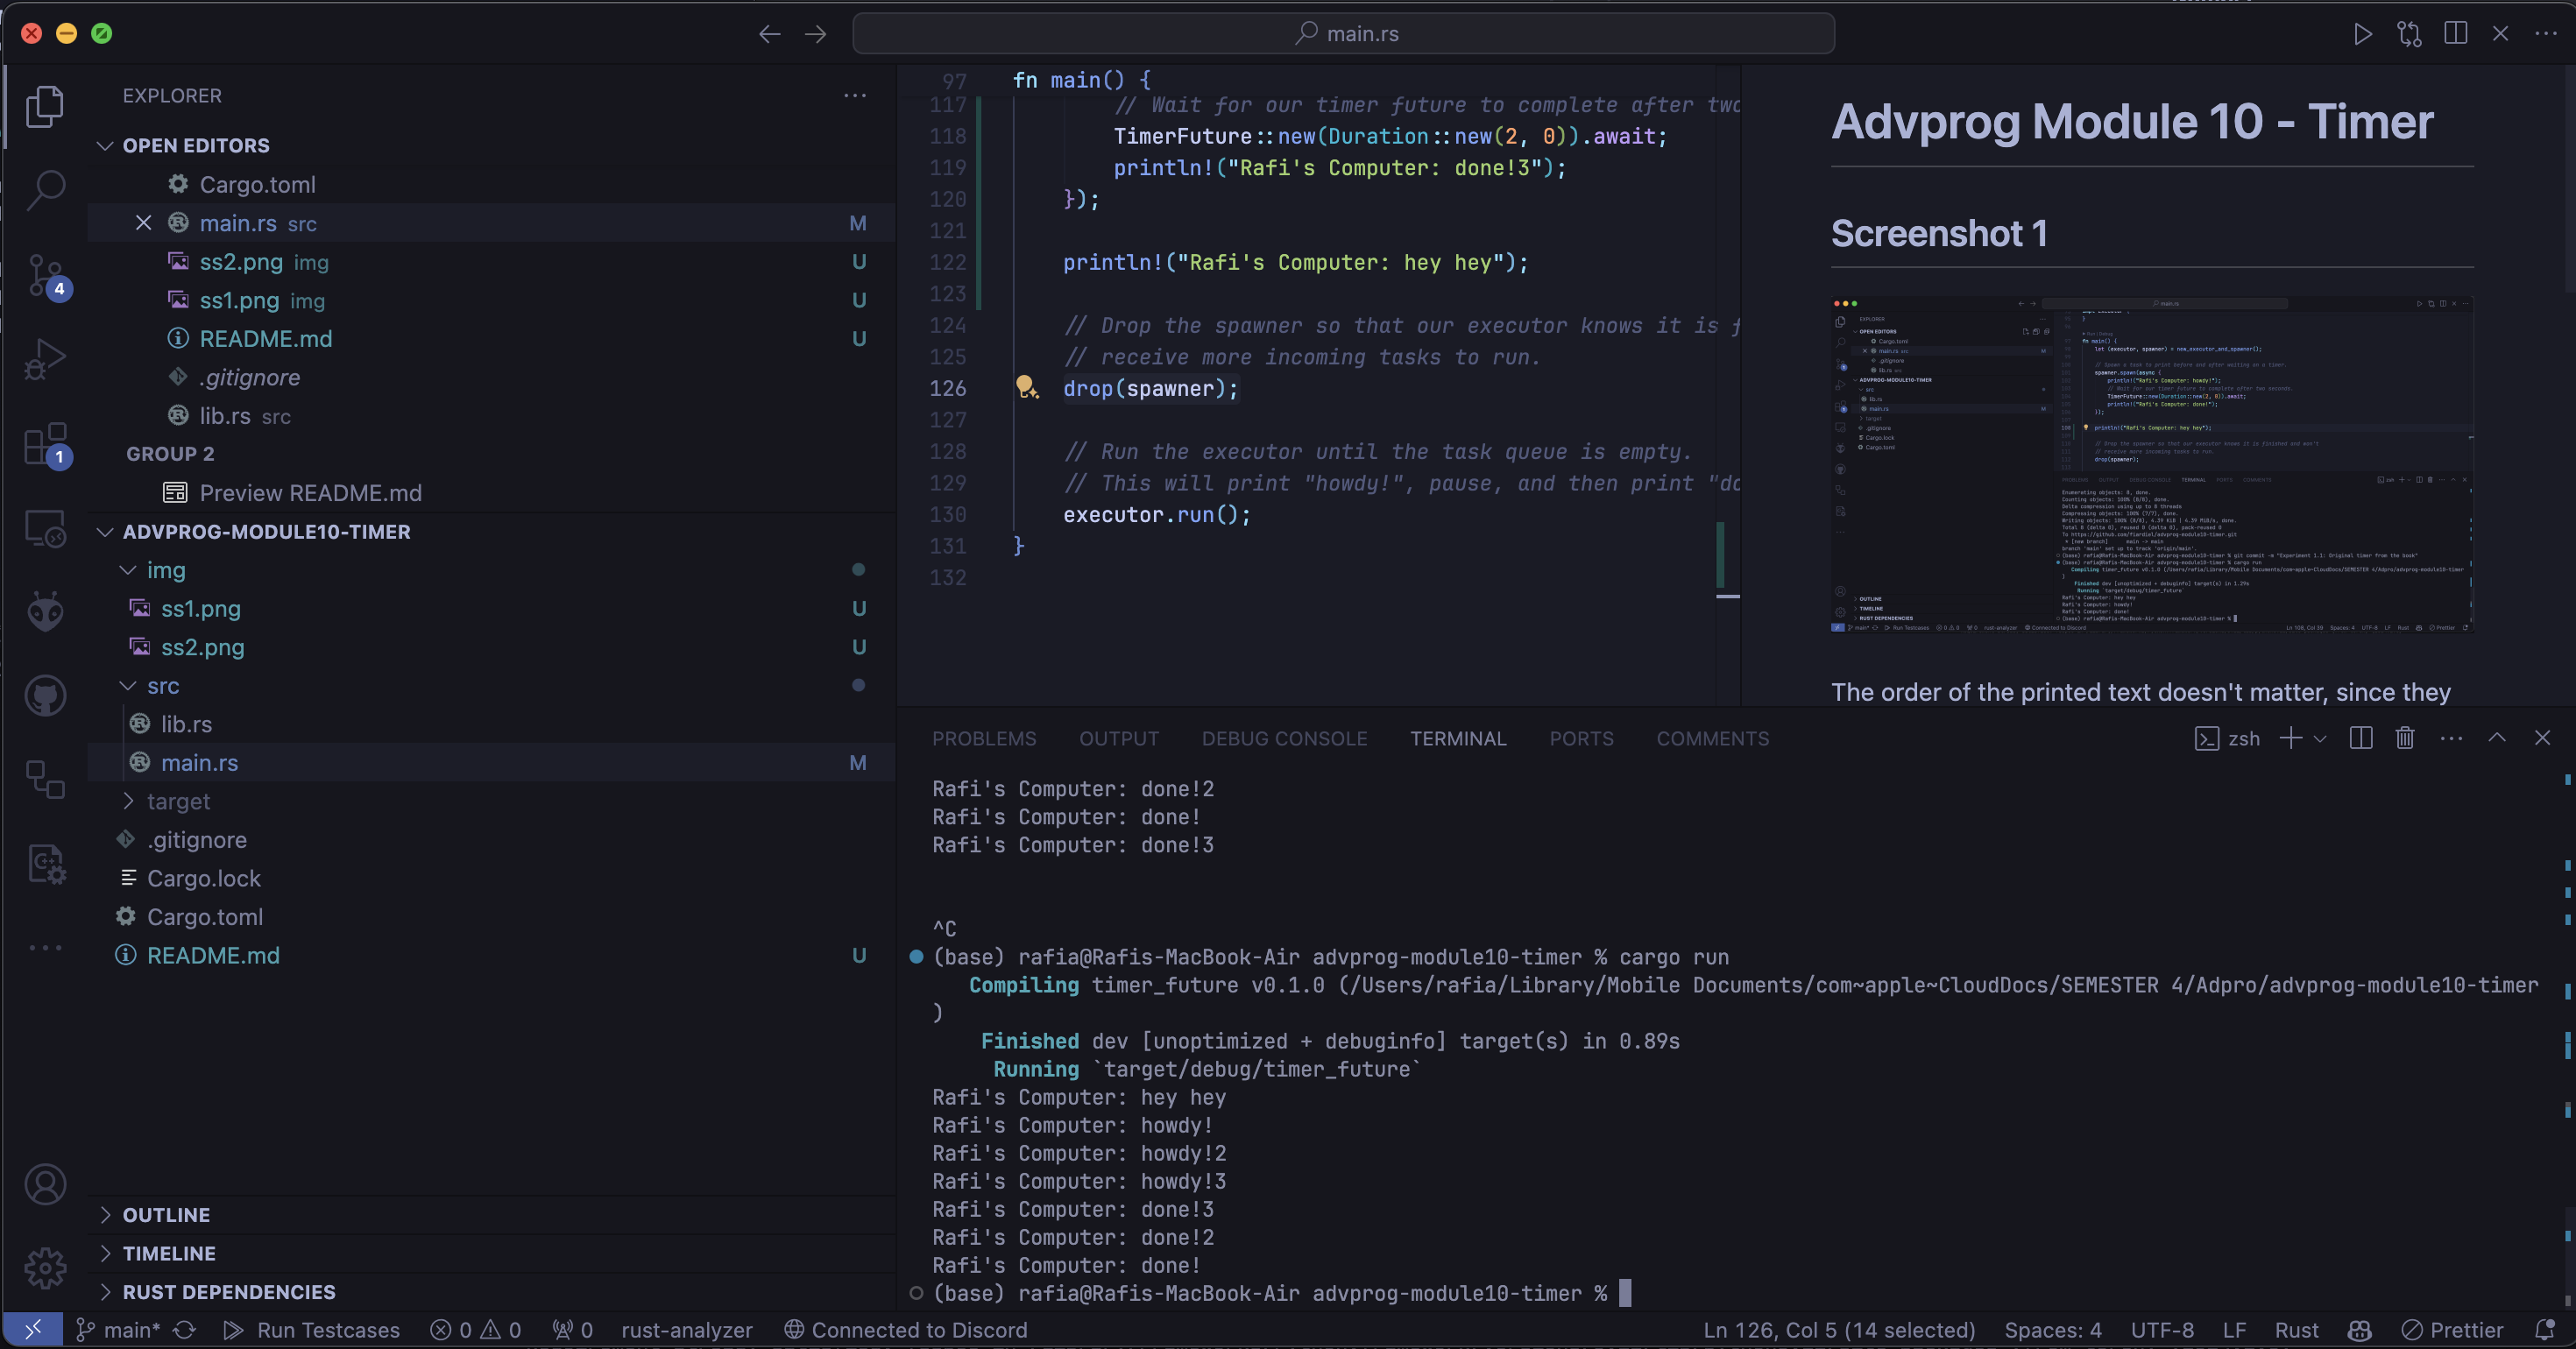 main.rs
EXPLORER
OPEN EDITORS
Cargo.toml
main.rs src M
ss2.png img U
ss1.png img U
README.md U
.gitignore
lib.rs src
GROUP 2
Preview README.md
ADVPROG-MODULE10-TIMER
img
ss1.png U
ss2.png U
src
lib.rs
main.rs M
target
.gitignore
Cargo.lock
Cargo.toml
README.md U
OUTLINE
TIMELINE
RUST DEPENDENCIES
4
1
97 fn main() {
117 // Wait for our timer future to complete after two
118 TimerFuture::new(Duration::new(2, 0)).await;
119 println!("Rafi's Computer: done!3");
120 });
121
122 println!("Rafi's Computer: hey hey");
123
124 // Drop the spawner so that our executor knows it is f
125 // receive more incoming tasks to run.
126 drop(spawner);
127
128 // Run the executor until the task queue is empty.
129 // This will print "howdy!", pause, and then print "do
130 executor.run();
131 }
132
Advprog Module 10 - Timer
Screenshot 1
The order of the printed text doesn't matter, since they
PROBLEMS OUTPUT DEBUG CONSOLE TERMINAL PORTS COMMENTS
zsh
Rafi's Computer: done!2
Rafi's Computer: done!
Rafi's Computer: done!3
^C
(base) rafia@Rafis-MacBook-Air advprog-module10-timer % cargo run
Compiling timer_future v0.1.0 (/Users/rafia/Library/Mobile Documents/com~apple~CloudDocs/SEMESTER 4/Adpro/advprog-module10-timer
)
Finished dev [unoptimized + debuginfo] target(s) in 0.89s
Running `target/debug/timer_future`
Rafi's Computer: hey hey
Rafi's Computer: howdy!
Rafi's Computer: howdy!2
Rafi's Computer: howdy!3
Rafi's Computer: done!3
Rafi's Computer: done!2
Rafi's Computer: done!
(base) rafia@Rafis-MacBook-Air advprog-module10-timer %
main* Run Testcases 0 0 0 rust-analyzer Connected to Discord Ln 126, Col 5 (14 selected) Spaces: 4 UTF-8 LF Rust Prettier